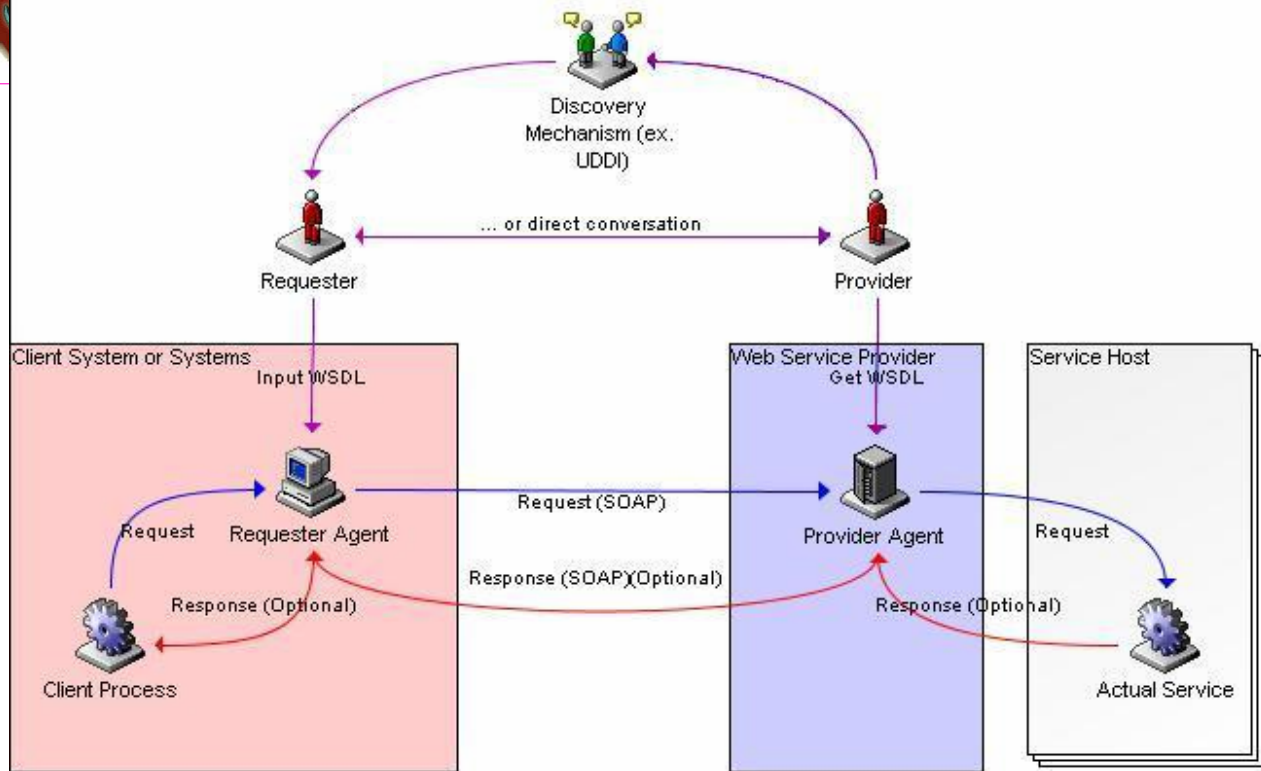 Discovery
Mechanism (ex.
UDDI)
... or direct conversation
Requester
Provider
Client System or Systems
Web Service Provider
Service Host
Input WSDL
Get WSDL
Request (SOAP)
Request
Requester Agent
Provider Agent
Request
Response (SOAP)(Optional)
Response (Optional)
Response (Optional)
Client Process
Actual Service